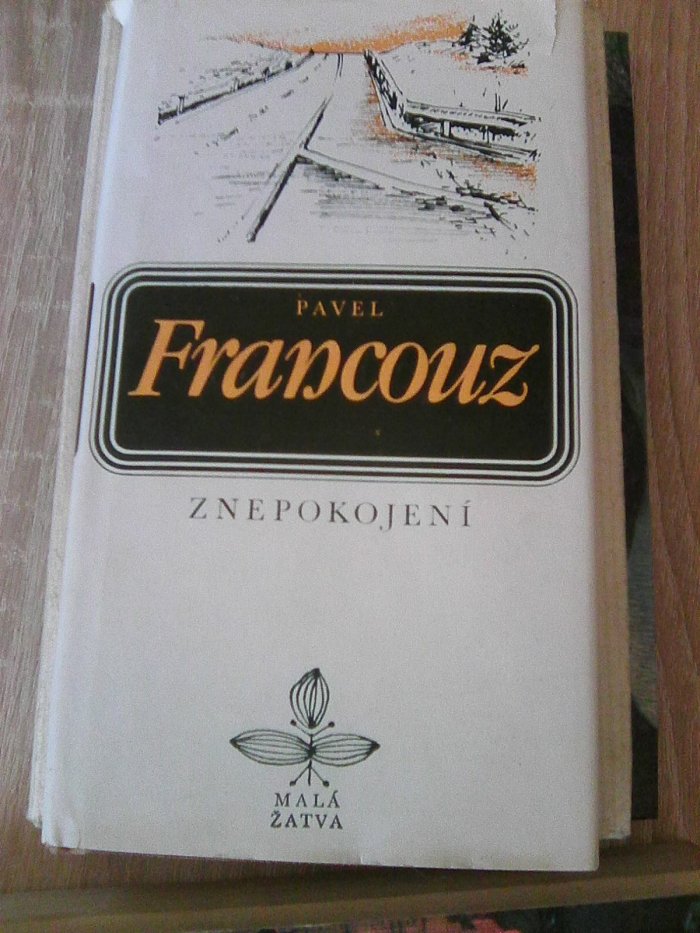 PAVEL
Francouz
ZNEPOKOJENÍ
MALÁ
ŽATVA